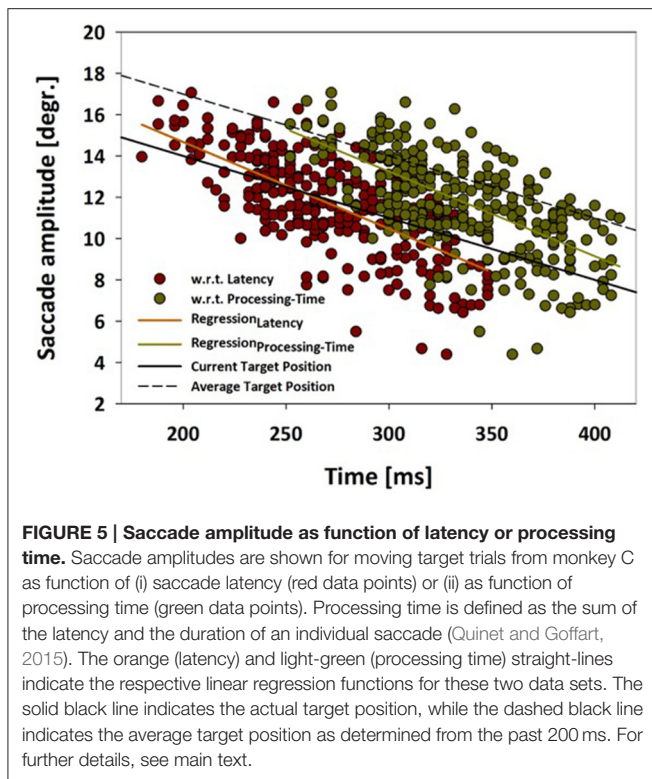 20
18
16
14
12
10
8
6
4
2
Saccade amplitude [degr.]
w.r.t. Latency
w.r.t. Processing-Time
Regression Latency
Regression Processing-Time
Current Target Position
Average Target Position
200 250 300 350 400
Time [ms]
FIGURE 5 | Saccade amplitude as function of latency or processing
time. Saccade amplitudes are shown for moving target trials from monkey C
as function of (i) saccade latency (red data points) or (ii) as function of
processing time (green data points). Processing time is defined as the sum of
the latency and the duration of an individual saccade (Quinet and Goffart,
2015). The orange (latency) and light-green (processing time) straight-lines
indicate the respective linear regression functions for these two data sets. The
solid black line indicates the actual target position, while the dashed black line
indicates the average target position as determined from the past 200 ms. For
further details, see main text.